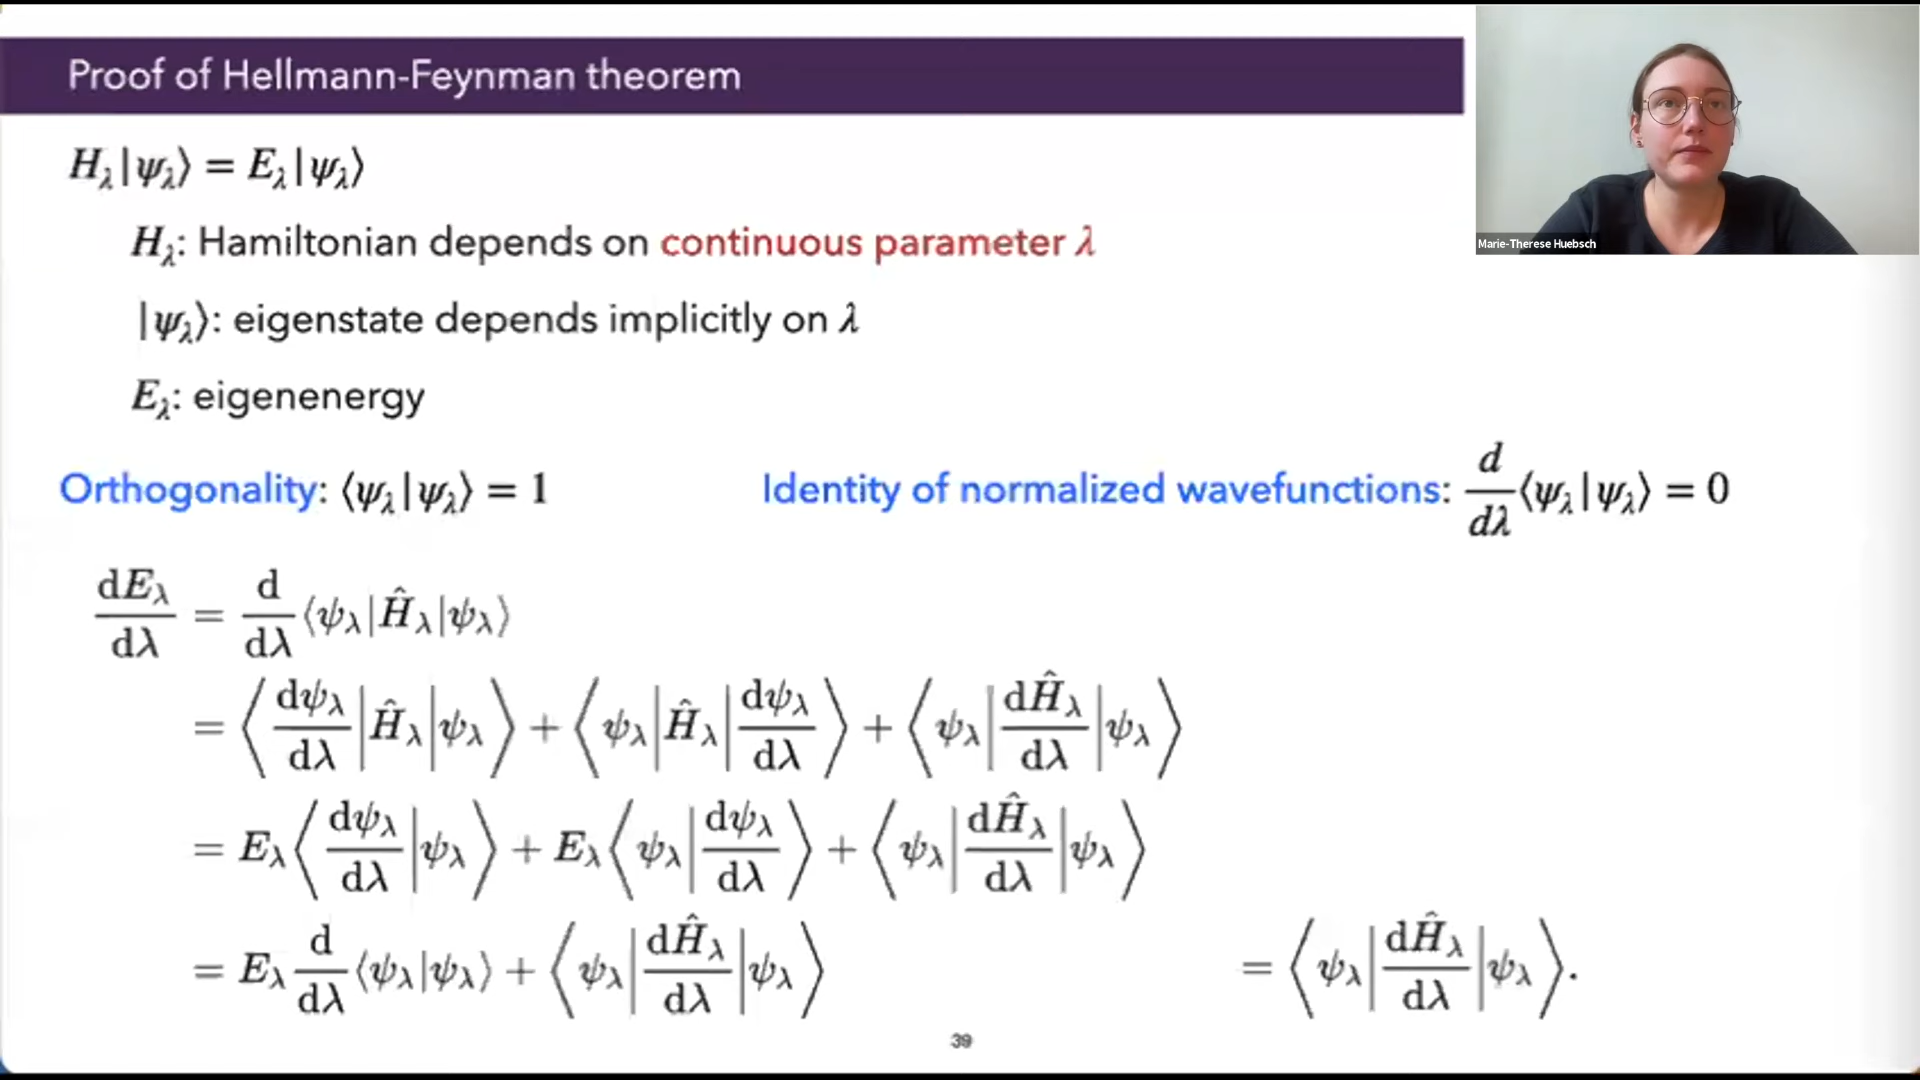 Proof of Hellmann-Feynman theorem
Marie-Therese Huebsch
H_λ|ψ_λ⟩ = E_λ|ψ_λ⟩
H_λ: Hamiltonian depends on continuous parameter λ
|ψ_λ⟩: eigenstate depends implicitly on λ
E_λ: eigenenergy
Orthogonality: ⟨ψ_λ|ψ_λ⟩ = 1
Identity of normalized wavefunctions: d/dλ ⟨ψ_λ|ψ_λ⟩ = 0
dE_λ/dλ = d/dλ ⟨ψ_λ|Ĥ_λ|ψ_λ⟩
= ⟨dψ_λ/dλ|Ĥ_λ|ψ_λ⟩ + ⟨ψ_λ|Ĥ_λ|dψ_λ/dλ⟩ + ⟨ψ_λ|dĤ_λ/dλ|ψ_λ⟩
= E_λ⟨dψ_λ/dλ|ψ_λ⟩ + E_λ⟨ψ_λ|dψ_λ/dλ⟩ + ⟨ψ_λ|dĤ_λ/dλ|ψ_λ⟩
= E_λ d/dλ ⟨ψ_λ|ψ_λ⟩ + ⟨ψ_λ|dĤ_λ/dλ|ψ_λ⟩
= ⟨ψ_λ|dĤ_λ/dλ|ψ_λ⟩.
39